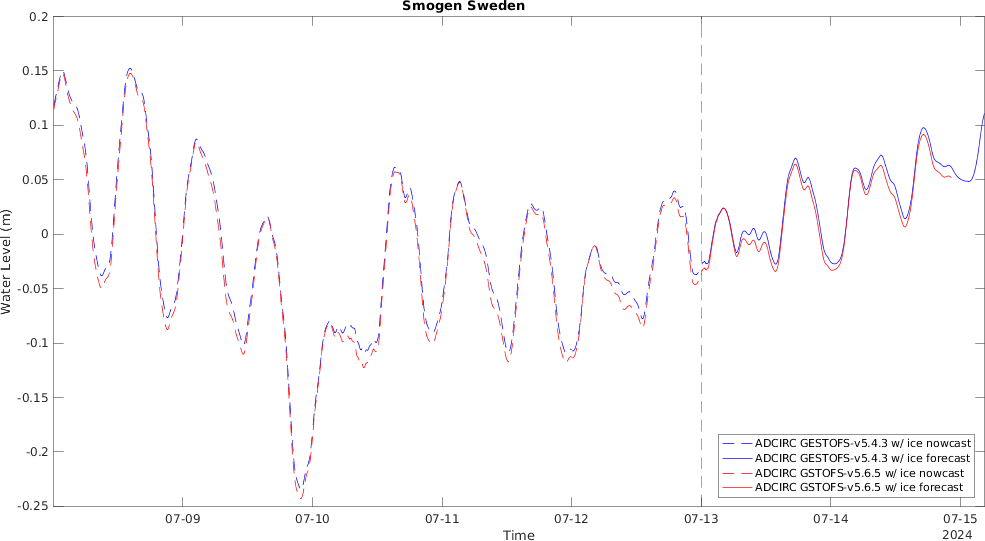 Smogen Sweden
0.2
0.15
0.1
0.05
0
-0.05
-0.1
-0.15
-0.2
-0.25
Water Level (m)
ADCIRC GESTOFS-v5.4.3 w/ ice nowcast
ADCIRC GESTOFS-v5.4.3 w/ ice forecast
ADCIRC GSTOFS-v5.6.5 w/ ice nowcast
ADCIRC GSTOFS-v5.6.5 w/ ice forecast
07-09 07-10 07-11 07-12 07-13 07-14 07-15
Time
2024